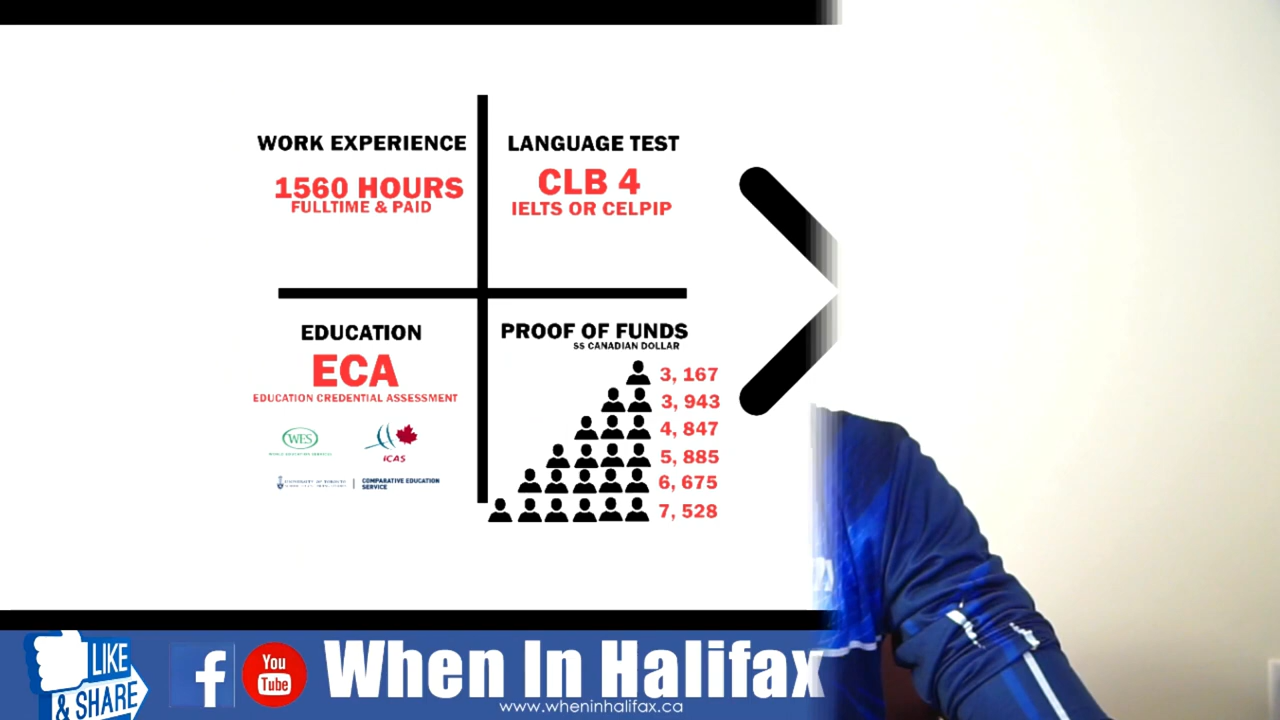 WORK EXPERIENCE
1560 HOURS
FULLTIME & PAID
LANGUAGE TEST
CLB 4
IELTS OR CELPIP
EDUCATION
ECA
EDUCATION CREDENTIAL ASSESSMENT
WES
ICAS
COMPARATIVE EDUCATION
SERVICE
PROOF OF FUNDS
SS CANADIAN DOLLAR
3, 167
3, 943
4, 847
5, 885
6, 675
7, 528
LIKE
& SHARE
f
You
Tube
When In Halifax
www.wheninhalifax.ca